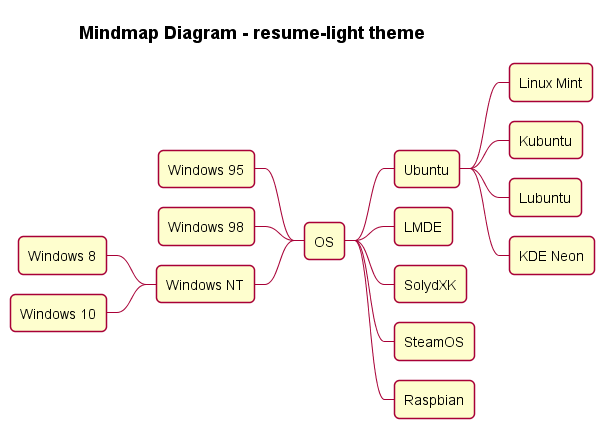 Mindmap Diagram - resume-light theme
Linux Mint
Kubuntu
Windows 95
Ubuntu
Lubuntu
Windows 98
LMDE
OS
Windows 8
KDE Neon
Windows NT
SolydXK
Windows 10
SteamOS
Raspbian